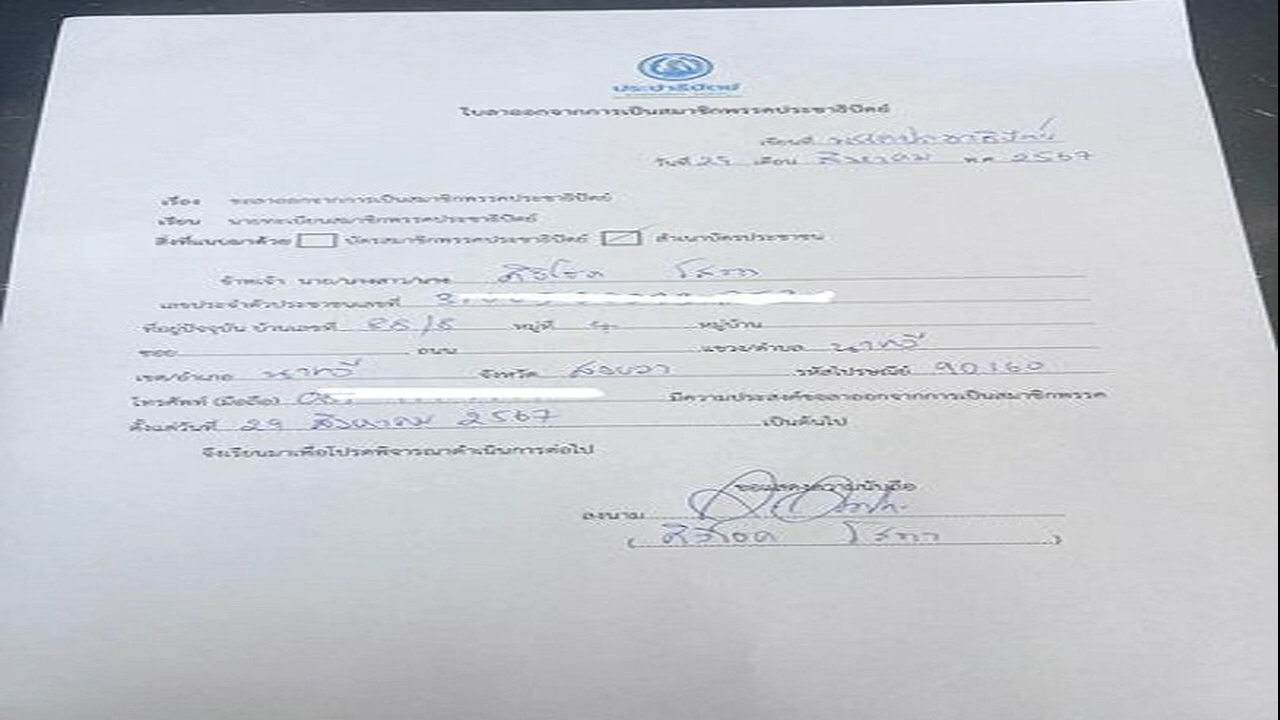 ประชาธิปัตย์
ใบลาออกจากการเป็นสมาชิกพรรคประชาธิปัตย์
เขียนที่ พรรคประชาธิปัตย์
วันที่ 29 เดือน สิงหาคม พ.ศ. 2567
เรื่อง ขอลาออกจากการเป็นสมาชิกพรรคประชาธิปัตย์
เรียน นายทะเบียนสมาชิกพรรคประชาธิปัตย์
สิ่งที่แนบมาด้วย บัตรสมาชิกพรรคประชาธิปัตย์ สำเนาบัตรประชาชน
ข้าพเจ้า นาย/นางสาว/นาง ศิริโชค โสภา
เลขประจำตัวประชาชนเลขที่
ที่อยู่ปัจจุบัน บ้านเลขที่ หมู่ที่ 4 หมู่บ้าน
ซอย ถนน แขวง/ตำบล นาทวี
เขต/อำเภอ นาทวี จังหวัด สงขลา รหัสไปรษณีย์ 90160
โทรศัพท์ (มือถือ) มีความประสงค์ขอลาออกจากการเป็นสมาชิกพรรค
ตั้งแต่วันที่ 29 สิงหาคม 2567 เป็นต้นไป
จึงเรียนมาเพื่อโปรดพิจารณาดำเนินการต่อไป
ขอแสดงความนับถือ
ลงนาม
( ศิริโชค โสภา )